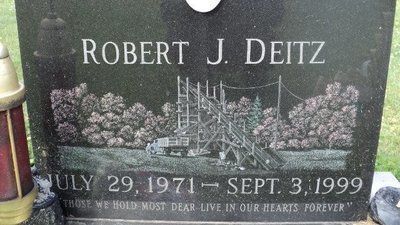 ROBERT J. DEITZ
JULY 29, 1971 — SEPT. 3, 1999
"THOSE WE HOLD MOST DEAR LIVE IN OUR HEARTS FOREVER"